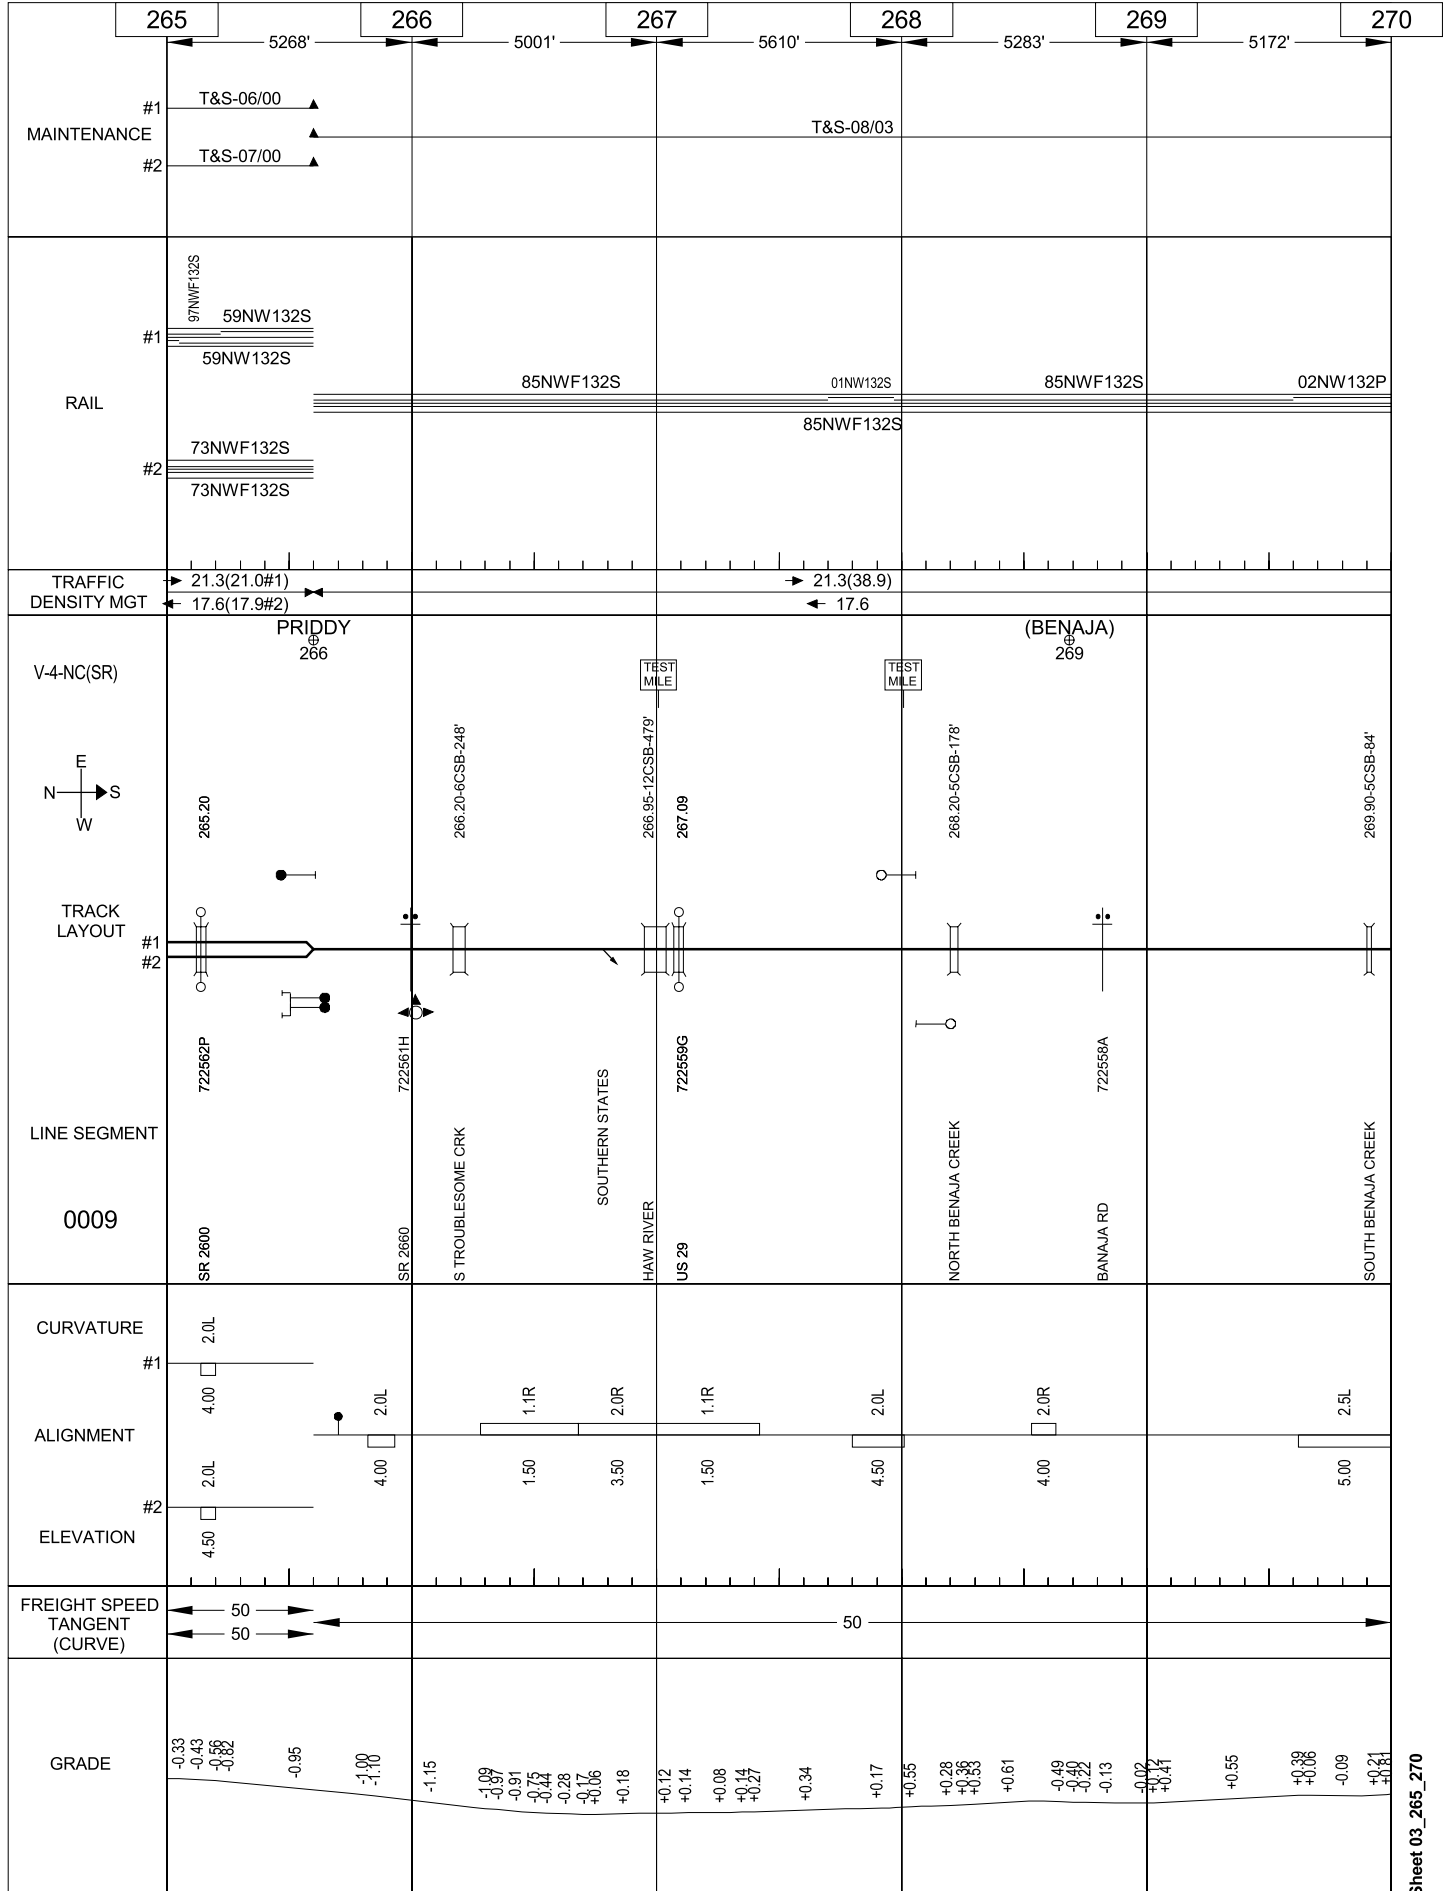 265 266 267 268 269 270
5268' 5001' 5610' 5283' 5172'
#1 T&S-06/00
MAINTENANCE T&S-08/03
#2 T&S-07/00
97NWF132S
59NW132S
#1
59NW132S
85NWF132S 01NW132S 85NWF132S 02NW132P
RAIL
85NWF132S
73NWF132S
#2
73NWF132S
TRAFFIC 21.3(21.0#1) 21.3(38.9)
DENSITY MGT 17.6(17.9#2) 17.6
PRIDDY (BENAJA)
266 269
V-4-NC(SR)
TEST
MILE
TEST
MILE
E
N S
W
265.20
266.20-6CSB-248'
266.95-12CSB-479'
267.09
268.20-5CSB-178'
269.90-5CSB-84'
TRACK
LAYOUT
#1
#2
722562P
722561H
722559G
722558A
LINE SEGMENT
0009
SR 2600
SR 2660
S TROUBLESOME CRK
SOUTHERN STATES
HAW RIVER
US 29
NORTH BENAJA CREEK
BANAJA RD
SOUTH BENAJA CREEK
CURVATURE
2.0L
#1
4.00
2.0L 1.1R 2.0R 1.1R 2.0L 2.0R 2.5L
ALIGNMENT
4.00 1.50 3.50 1.50 4.50 4.00 5.00
2.0L
#2
4.50
ELEVATION
FREIGHT SPEED
TANGENT
(CURVE)
50
50
50
GRADE
-0.33
-0.43
-0.56
-0.82
-0.95
-1.00
-1.10
-1.15
-1.09
-0.97
-0.91
-0.75
-0.44
-0.28
-0.17
+0.06
+0.18
+0.12
+0.14
+0.08
+0.14
+0.27
+0.34
+0.17
+0.55
+0.28
+0.36
+0.53
+0.61
-0.49
-0.40
-0.22
-0.13
-0.02
+0.12
+0.41
+0.55
+0.39
+0.06
-0.09
+0.21
+0.81
Sheet 03_265_270